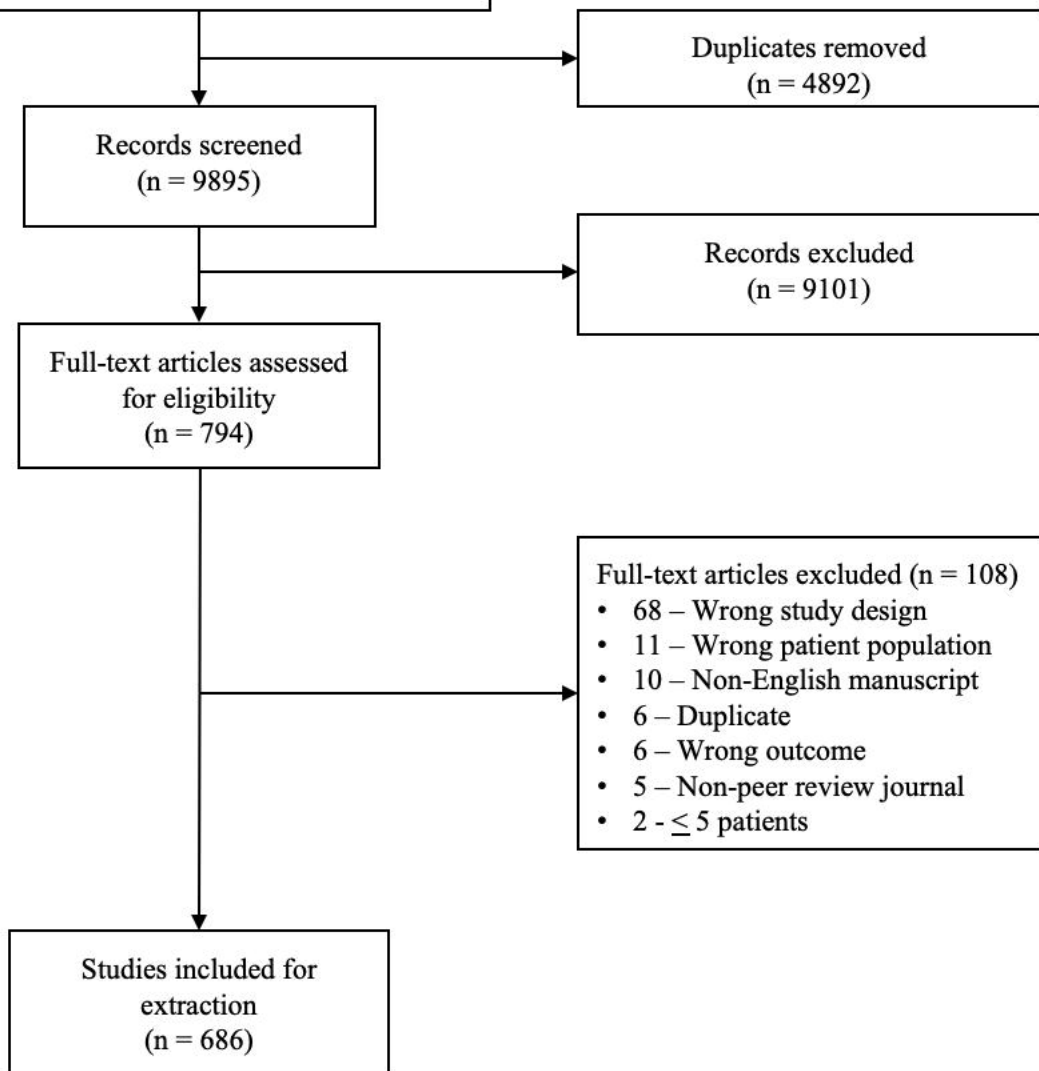 Duplicates removed
(n = 4892)
Records screened
(n = 9895)
Records excluded
(n = 9101)
Full-text articles assessed
for eligibility
(n = 794)
Full-text articles excluded (n = 108)
• 68 – Wrong study design
• 11 – Wrong patient population
• 10 – Non-English manuscript
• 6 – Duplicate
• 6 – Wrong outcome
• 5 – Non-peer review journal
• 2 - ≤ 5 patients
Studies included for
extraction
(n = 686)